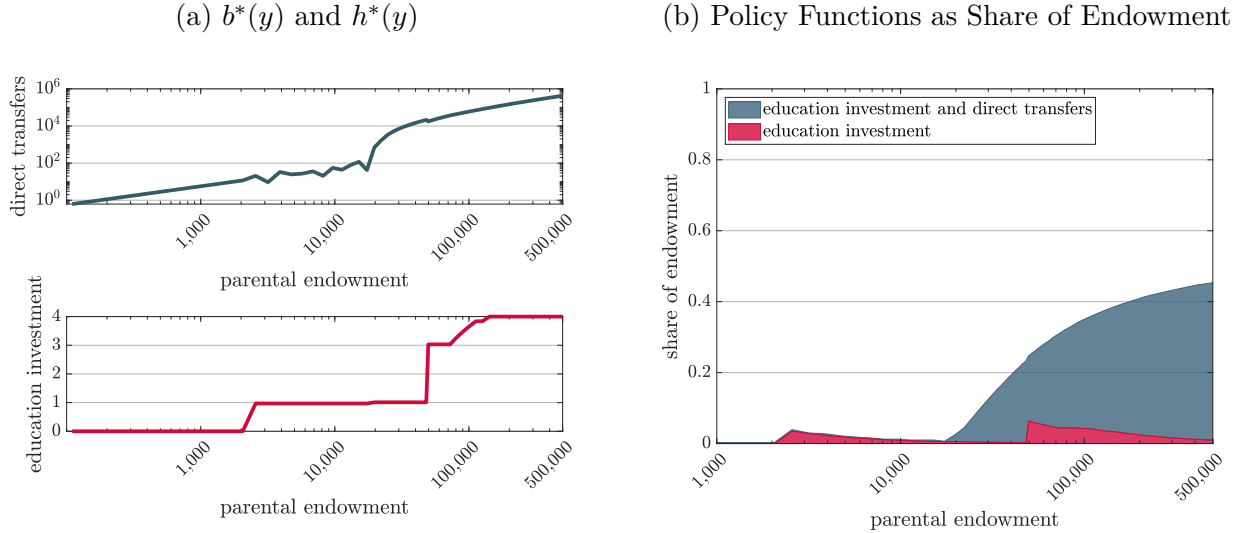 (a) b*(y) and h*(y)
direct transfers
10^6
10^4
10^2
10^0
1,000
10,000
100,000
500,000
parental endowment
education investment
4
3
2
1
0
1,000
10,000
100,000
500,000
parental endowment
(b) Policy Functions as Share of Endowment
share of endowment
1
0.8
0.6
0.4
0.2
0
education investment and direct transfers
education investment
1,000
10,000
100,000
500,000
parental endowment